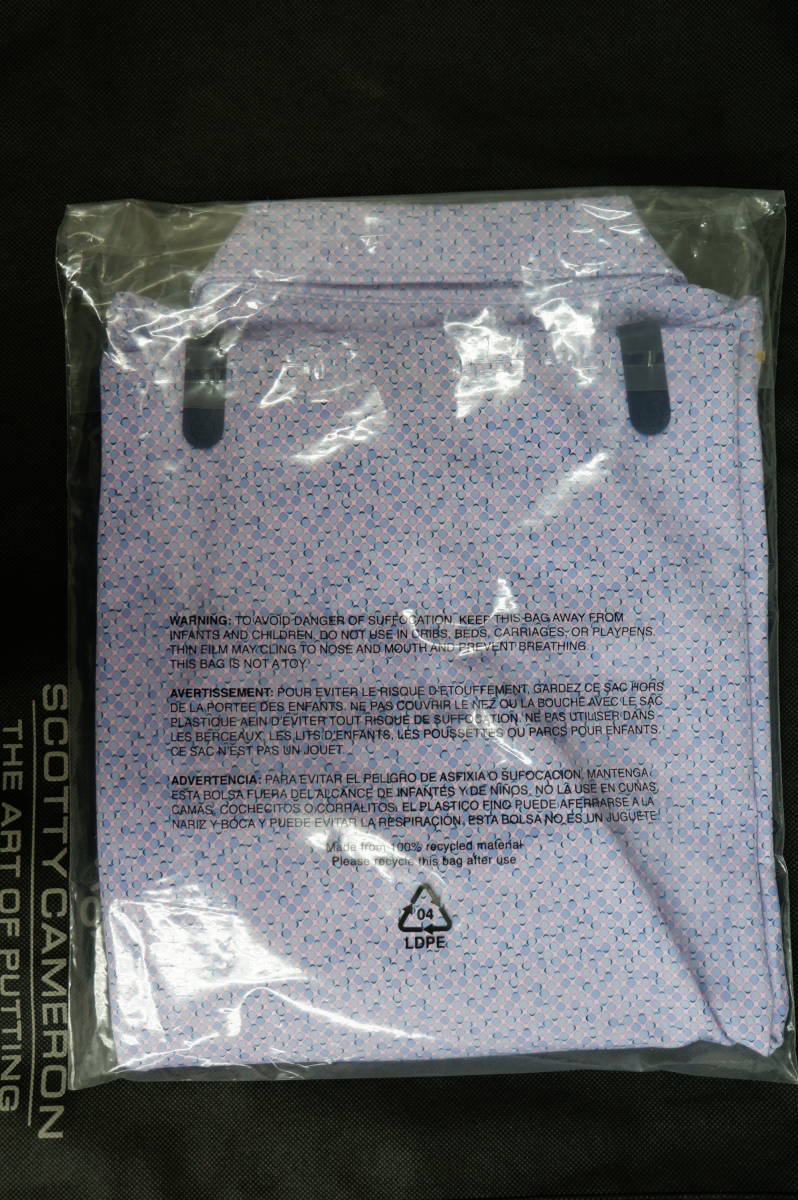 WARNING: TO AVOID DANGER OF SUFFOCATION, KEEP THIS BAG AWAY FROM
INFANTS AND CHILDREN. DO NOT USE IN CRIBS, BEDS, CARRIAGES, OR PLAYPENS.
THIN FILM MAY CLING TO NOSE AND MOUTH AND PREVENT BREATHING.
THIS BAG IS NOT A TOY.
AVERTISSEMENT: POUR EVITER LE RISQUE D'ETOUFFEMENT, GARDEZ CE SAC HORS
DE LA PORTEE DES ENFANTS. NE PAS COUVRIR LE NEZ OU LA BOUCHE AVEC LE SAC
PLASTIQUE AEIN D'ÉVITER TOUT RISQUE DE SUFFOCATION. NE PAS UTILISER DANS
LES BERCEAUX, LES LITS D'ENFANTS, LES POUSSETTES OU PARCS POUR ENFANTS.
CE SAC N'EST PAS UN JOUET.
ADVERTENCIA: PARA EVITAR EL PELIGRO DE ASFIXIA O SUFOCACION, MANTENGA
ESTA BOLSA FUERA DEL ALCANCE DE INFANTES Y DE NIÑOS, NO LA USE EN CUNAS,
CAMAS, COCHECITOS O CORRALITOS. EL PLASTICO FINO PUEDE AFERRARSE A LA
NARIZ Y BOCA Y PUEDE EVITAR LA RESPIRACIÓN, ESTA BOLSA NO ES UN JUGUETE
Made from 100% recycled material
Please recycle this bag after use
04
LDPE
SCOTTY CAMERON
THE ART OF PUTTING